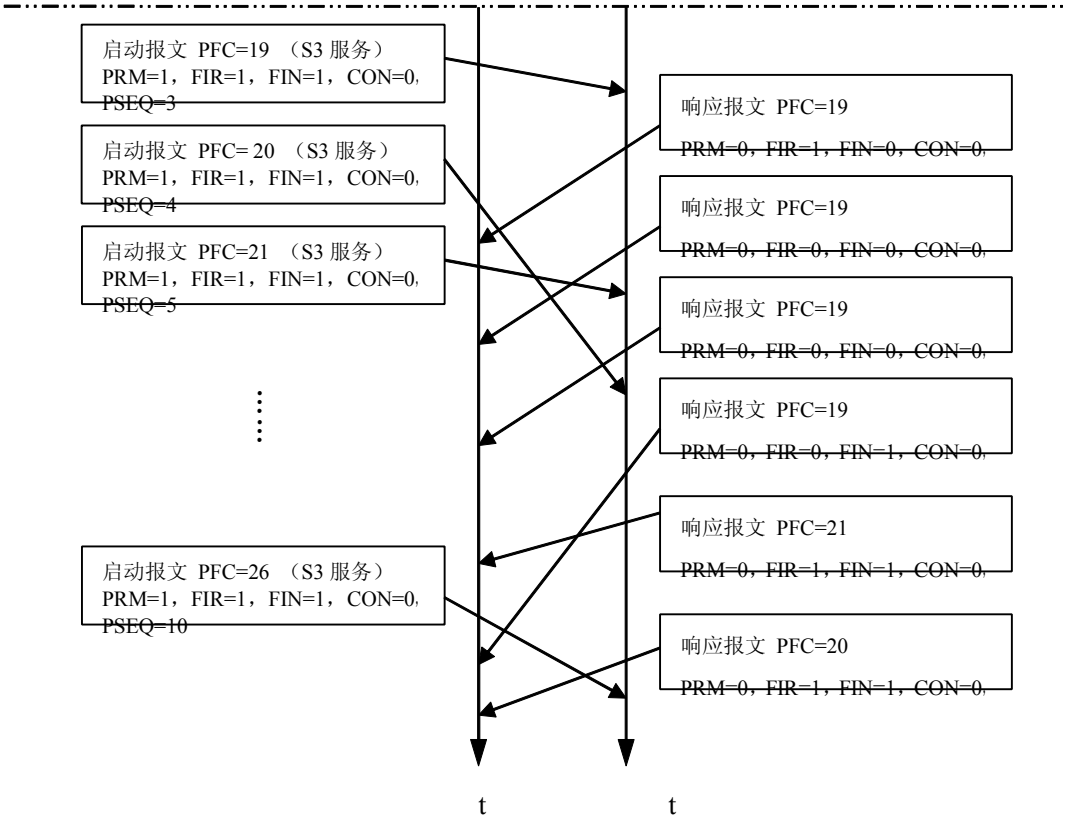 启动报文 PFC=19 （S3 服务）
PRM=1，FIR=1，FIN=1，CON=0，
PSEQ=3
启动报文 PFC= 20 （S3 服务）
PRM=1，FIR=1，FIN=1，CON=0，
PSEQ=4
启动报文 PFC=21 （S3 服务）
PRM=1，FIR=1，FIN=1，CON=0，
PSEQ=5
……
启动报文 PFC=26 （S3 服务）
PRM=1，FIR=1，FIN=1，CON=0，
PSEQ=10
响应报文 PFC=19
PRM=0，FIR=1，FIN=0，CON=0，
响应报文 PFC=19
PRM=0，FIR=0，FIN=0，CON=0，
响应报文 PFC=19
PRM=0，FIR=0，FIN=0，CON=0，
响应报文 PFC=19
PRM=0，FIR=0，FIN=1，CON=0，
响应报文 PFC=21
PRM=0，FIR=1，FIN=1，CON=0，
响应报文 PFC=20
PRM=0，FIR=1，FIN=1，CON=0，
t
t